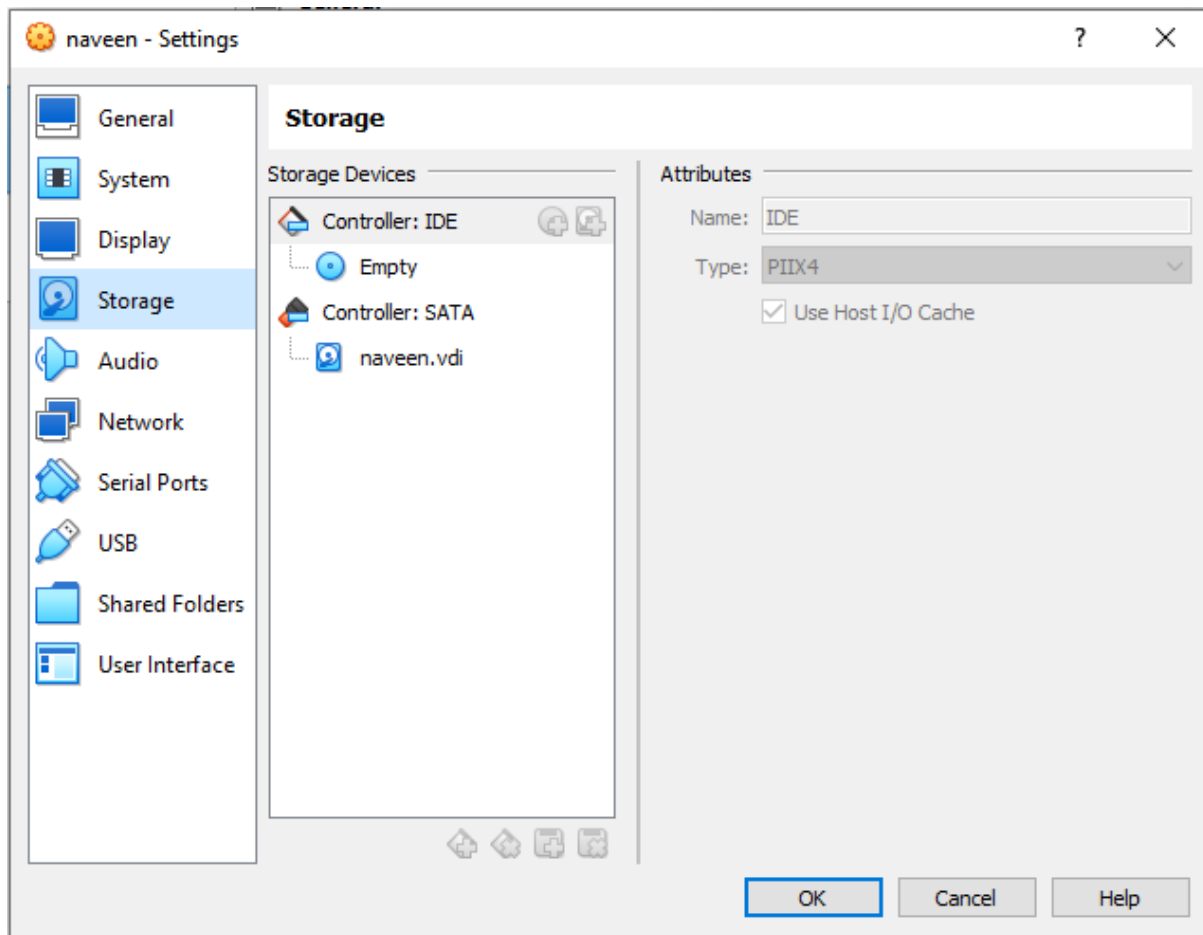 naveen - Settings
?
General
System
Display
Storage
Audio
Network
Serial Ports
USB
Shared Folders
User Interface
Storage
Storage Devices
Controller: IDE
Empty
Controller: SATA
naveen.vdi
Attributes
Name: IDE
Type: PIIX4
Use Host I/O Cache
OK Cancel Help